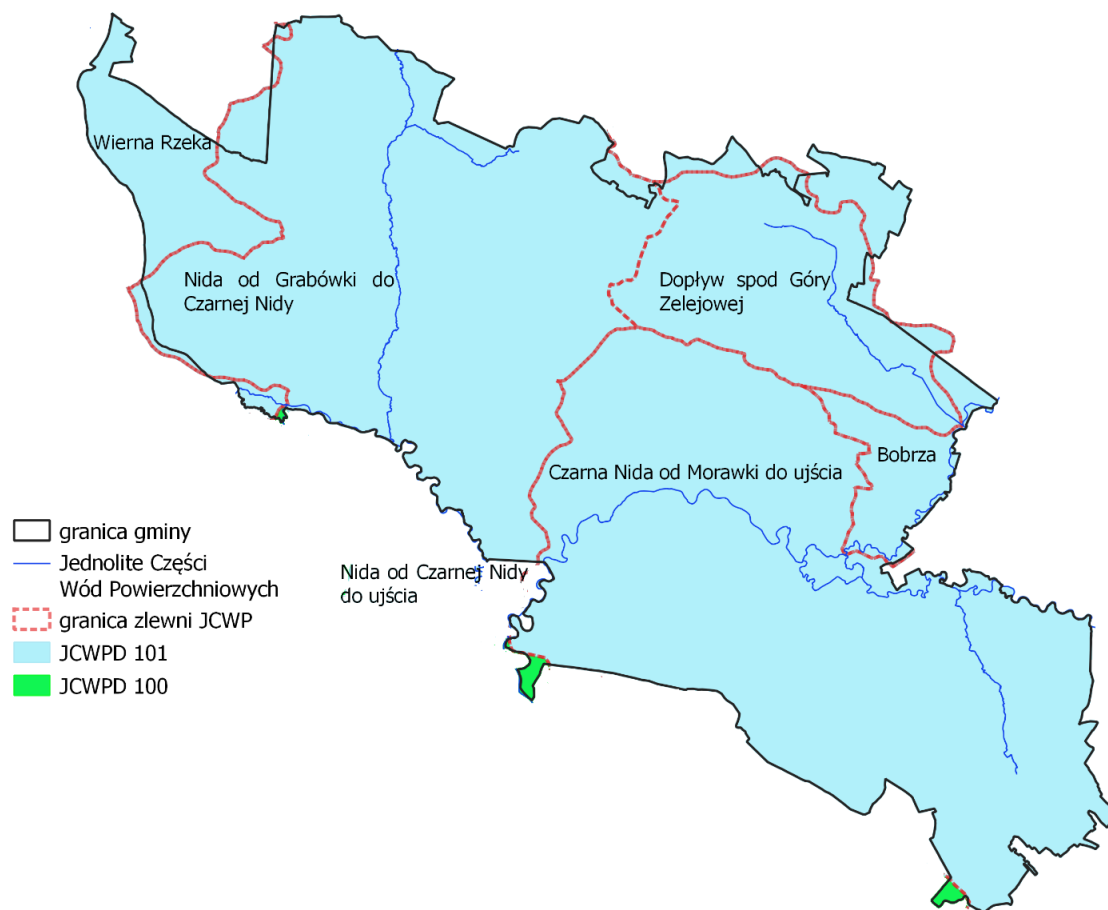 Wierna Rzeka
Nida od Grabówki do
Czarnej Nidy
Dopływ spod Góry
Zelejowej
Czarna Nida od Morawki do ujścia
Bobrza
Nida od Czarnej Nidy
do ujścia
granica gminy
Jednolite Części
Wód Powierzchniowych
granica zlewni JCWP
JCWPD 101
JCWPD 100